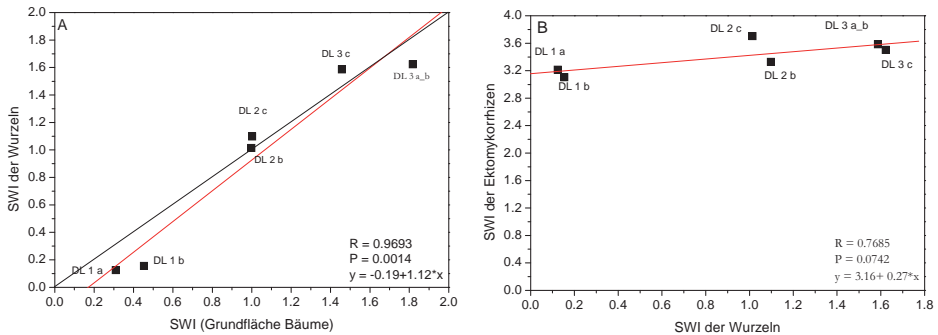 A
SWI der Wurzeln
2.0
1.8
1.6
1.4
1.2
1.0
0.8
0.6
0.4
0.2
0.0
DL 3 c
DL 3 a_b
DL 2 c
DL 2 b
DL 1 a
DL 1 b
R = 0.9693
P = 0.0014
y = -0.19+1.12*x
0.0 0.2 0.4 0.6 0.8 1.0 1.2 1.4 1.6 1.8 2.0
SWI (Grundfläche Bäume)
B
SWI der Ektomykorrhizen
4.0
3.6
3.2
2.8
2.4
2.0
1.6
1.2
0.8
0.4
0.0
DL 2 c
DL 3 a_b
DL 1 a
DL 1 b
DL 2 b
DL 3 c
R = 0.7685
P = 0.0742
y = 3.16+ 0.27*x
0.0 0.2 0.4 0.6 0.8 1.0 1.2 1.4 1.6 1.8
SWI der Wurzeln